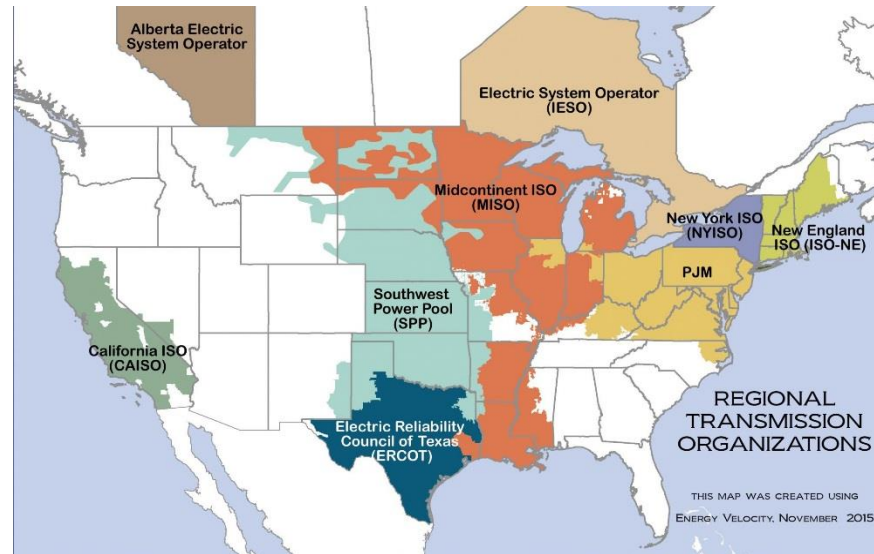 Alberta Electric
System Operator
Electric System Operator
(IESO)
Midcontinent ISO
(MISO)
New York ISO
(NYISO)
New England
ISO (ISO-NE)
PJM
Southwest
Power Pool
(SPP)
California ISO
(CAISO)
Electric Reliability
Council of Texas
(ERCOT)
REGIONAL
TRANSMISSION
ORGANIZATIONS
THIS MAP WAS CREATED USING
ENERGY VELOCITY, NOVEMBER 2015